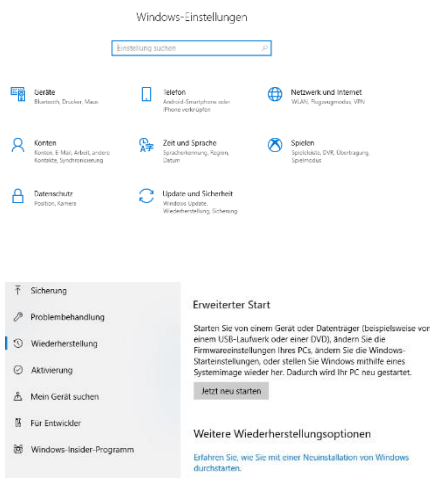 Windows-Einstellungen
Einstellung suchen
Geräte
Bluetooth, Drucker, Maus
Telefon
Android-Smartphone oder
iPhone verknüpfen
Netzwerk und Internet
WLAN, Flugzeugmodus, VPN
Konten
Konten, E-Mail, Arbeit, andere
Kontakte, Synchronisierung
Zeit und Sprache
Spracherkennung, Region,
Datum
Spielen
Spieleleiste, DVR, Übertragung,
Spielmodus
Datenschutz
Position, Kamera
Update und Sicherheit
Windows Update,
Wiederherstellung, Sicherung
Sicherung
Problembehandlung
Wiederherstellung
Aktivierung
Mein Gerät suchen
Für Entwickler
Windows-Insider-Programm
Erweiterter Start
Starten Sie von einem Gerät oder Datenträger (beispielsweise von
einem USB-Laufwerk oder einer DVD), ändern Sie die
Firmwareeinstellungen Ihres PCs, ändern Sie die Windows-
Starteinstellungen, oder stellen Sie Windows mithilfe eines
Systemimage wieder her. Dadurch wird Ihr PC neu gestartet.
Jetzt neu starten
Weitere Wiederherstellungsoptionen
Erfahren Sie, wie Sie mit einer Neuinstallation von Windows
durchstarten.